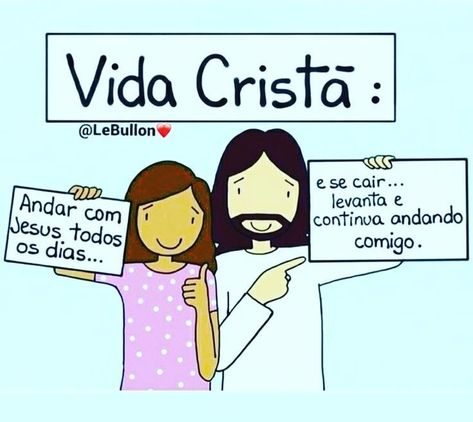 Vida Cristã :
@LeBullon❤️
Andar com
Jesus todos
os dias...
e se cair...
levanta e
continua andando
comigo.